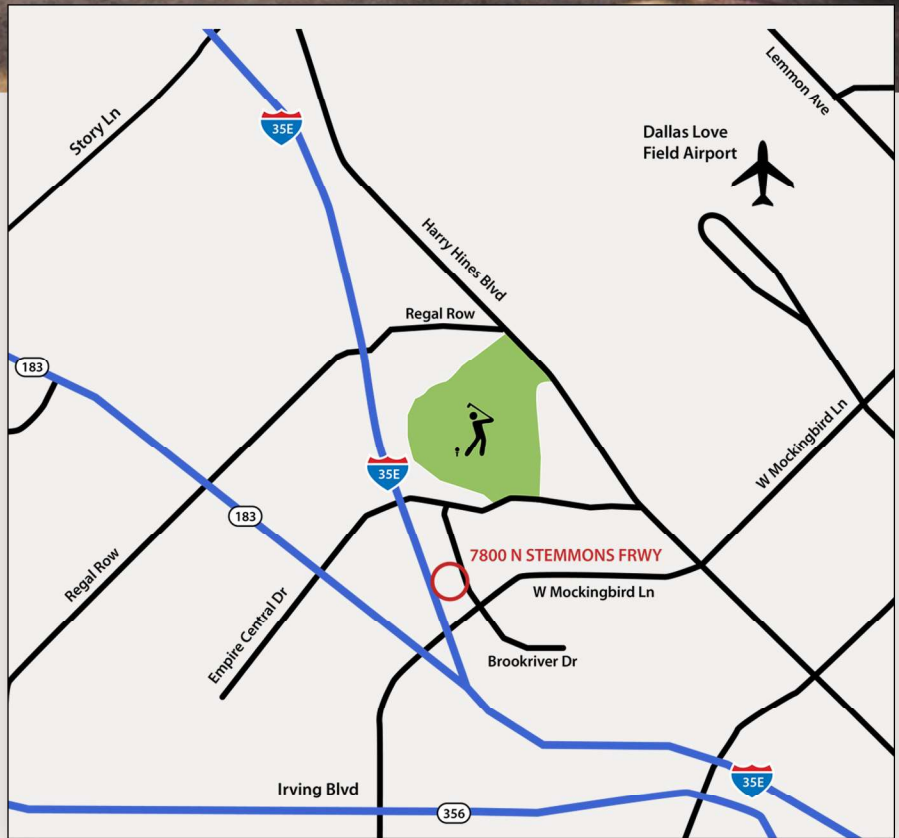 Story Ln
35E
Lemmon Ave
Dallas Love
Field Airport
Harry Hines Blvd
Regal Row
183
W Mockingbird Ln
35E
183
Regal Row
7800 N STEMMONS FRWY
W Mockingbird Ln
Empire Central Dr
Brookriver Dr
35E
Irving Blvd
356